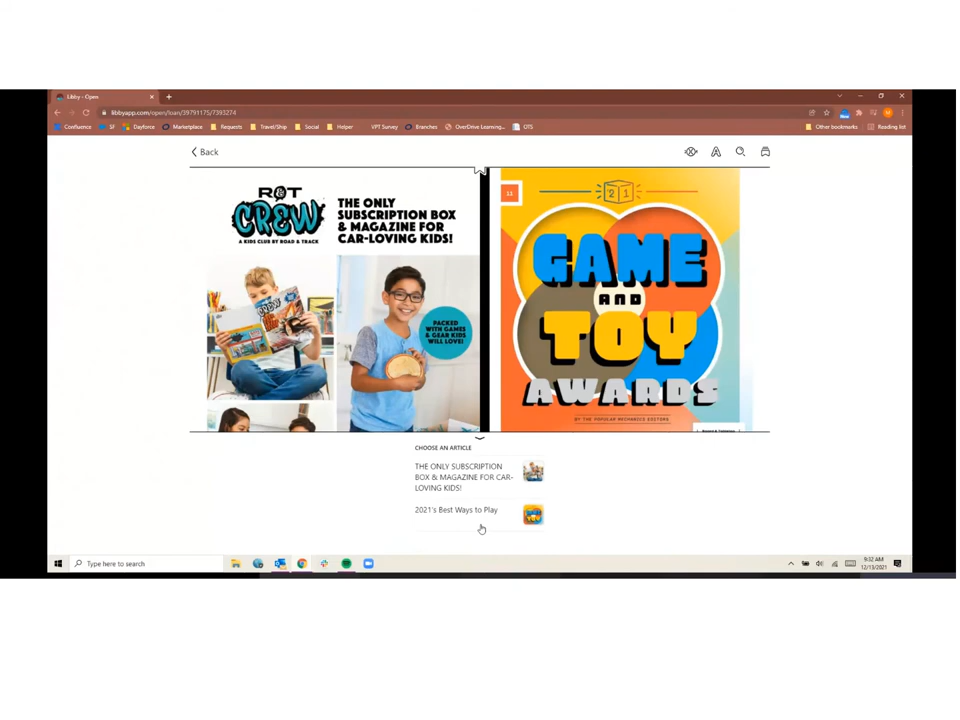 Libby - Open
libbyapp.com/open/loan/39791175/7393274
Confluence
SF
Dayforce
Marketplace
Requests
Travel/Ship
Social
Helper
VPT Survey
Branches
OverDrive Learning...
OTS
Other bookmarks
Reading list
Back
CREW
A KIDS CLUB BY ROAD & TRACK
THE ONLY
SUBSCRIPTION BOX
& MAGAZINE FOR
CAR-LOVING KIDS!
PACKED
WITH GAMES
& GEAR KIDS
WILL LOVE!
11
2 1
GAME
AND
TOY
AWARDS
BY THE POPULAR MECHANICS EDITORS
CHOOSE AN ARTICLE
THE ONLY SUBSCRIPTION
BOX & MAGAZINE FOR CAR-
LOVING KIDS!
2021's Best Ways to Play
Type here to search
9:32 AM
12/13/2021